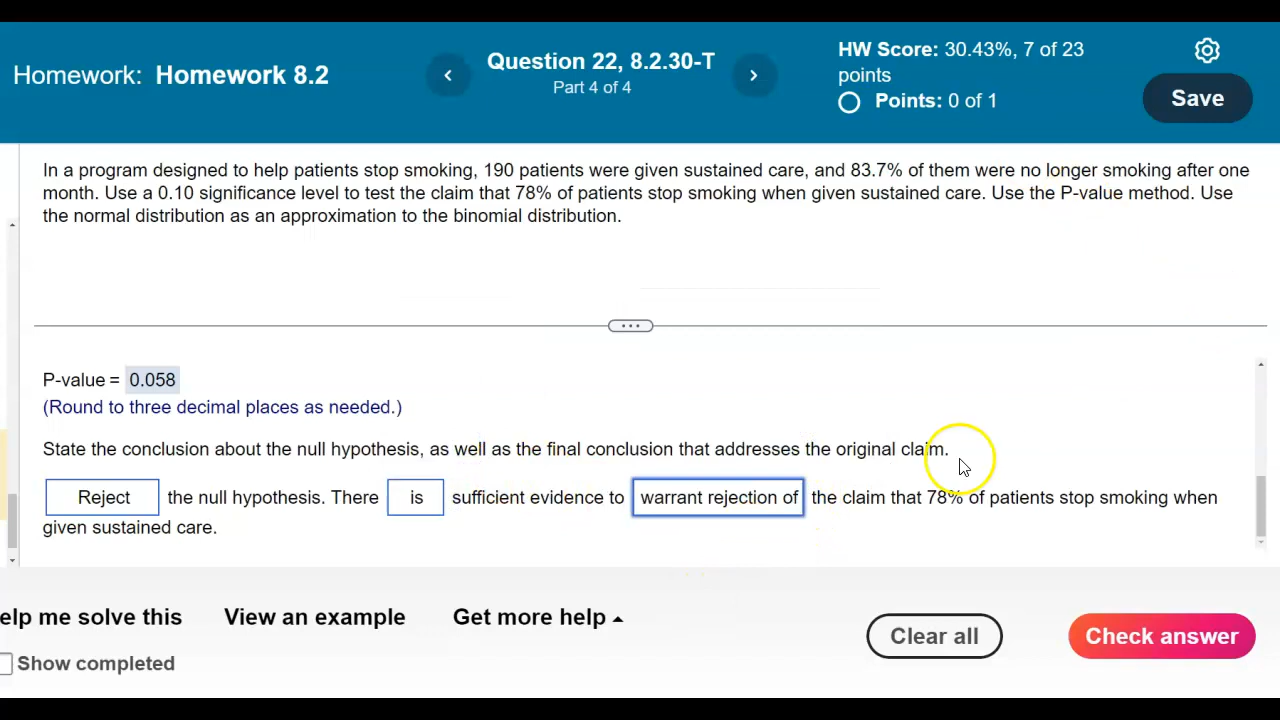 Homework: Homework 8.2
Question 22, 8.2.30-T
Part 4 of 4
HW Score: 30.43%, 7 of 23
points
Points: 0 of 1
Save
In a program designed to help patients stop smoking, 190 patients were given sustained care, and 83.7% of them were no longer smoking after one
month. Use a 0.10 significance level to test the claim that 78% of patients stop smoking when given sustained care. Use the P-value method. Use
the normal distribution as an approximation to the binomial distribution.
P-value = 0.058
(Round to three decimal places as needed.)
State the conclusion about the null hypothesis, as well as the final conclusion that addresses the original claim.
Reject the null hypothesis. There is sufficient evidence to warrant rejection of the claim that 78% of patients stop smoking when
given sustained care.
elp me solve this View an example Get more help
Clear all Check answer
Show completed